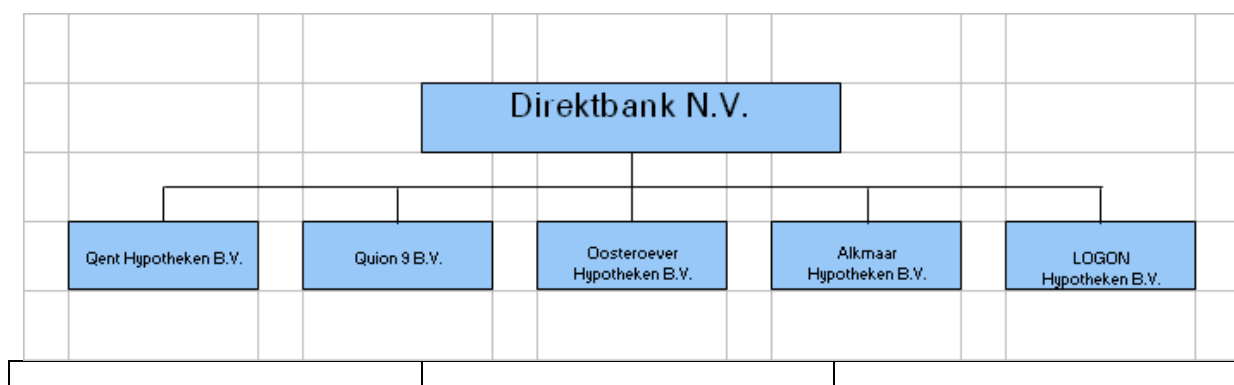 Direktbank N.V.
Qent Hypotheken B.V.
Quion 9 B.V.
Oosteroever
Hypotheken B.V.
Alkmaar
Hypotheken B.V.
LOGON
Hypotheken B.V.